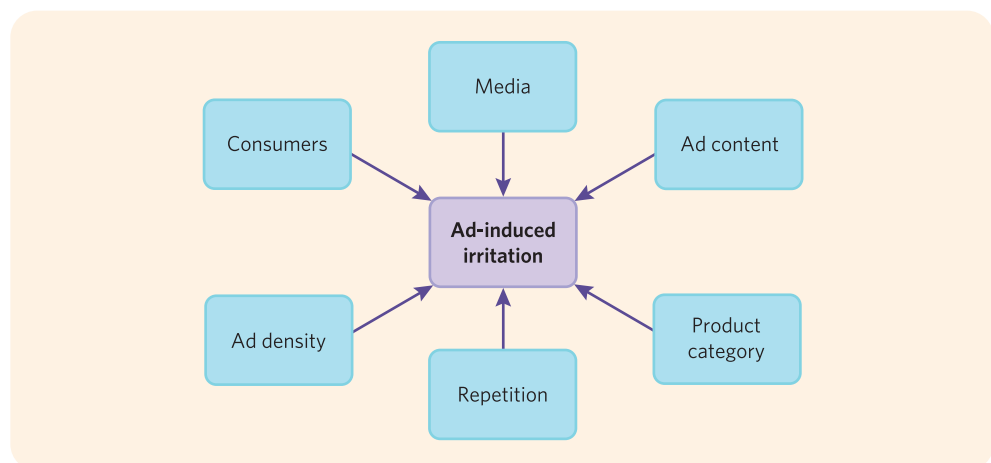 Media
Consumers
Ad content
Ad-induced
irritation
Ad density
Product
category
Repetition